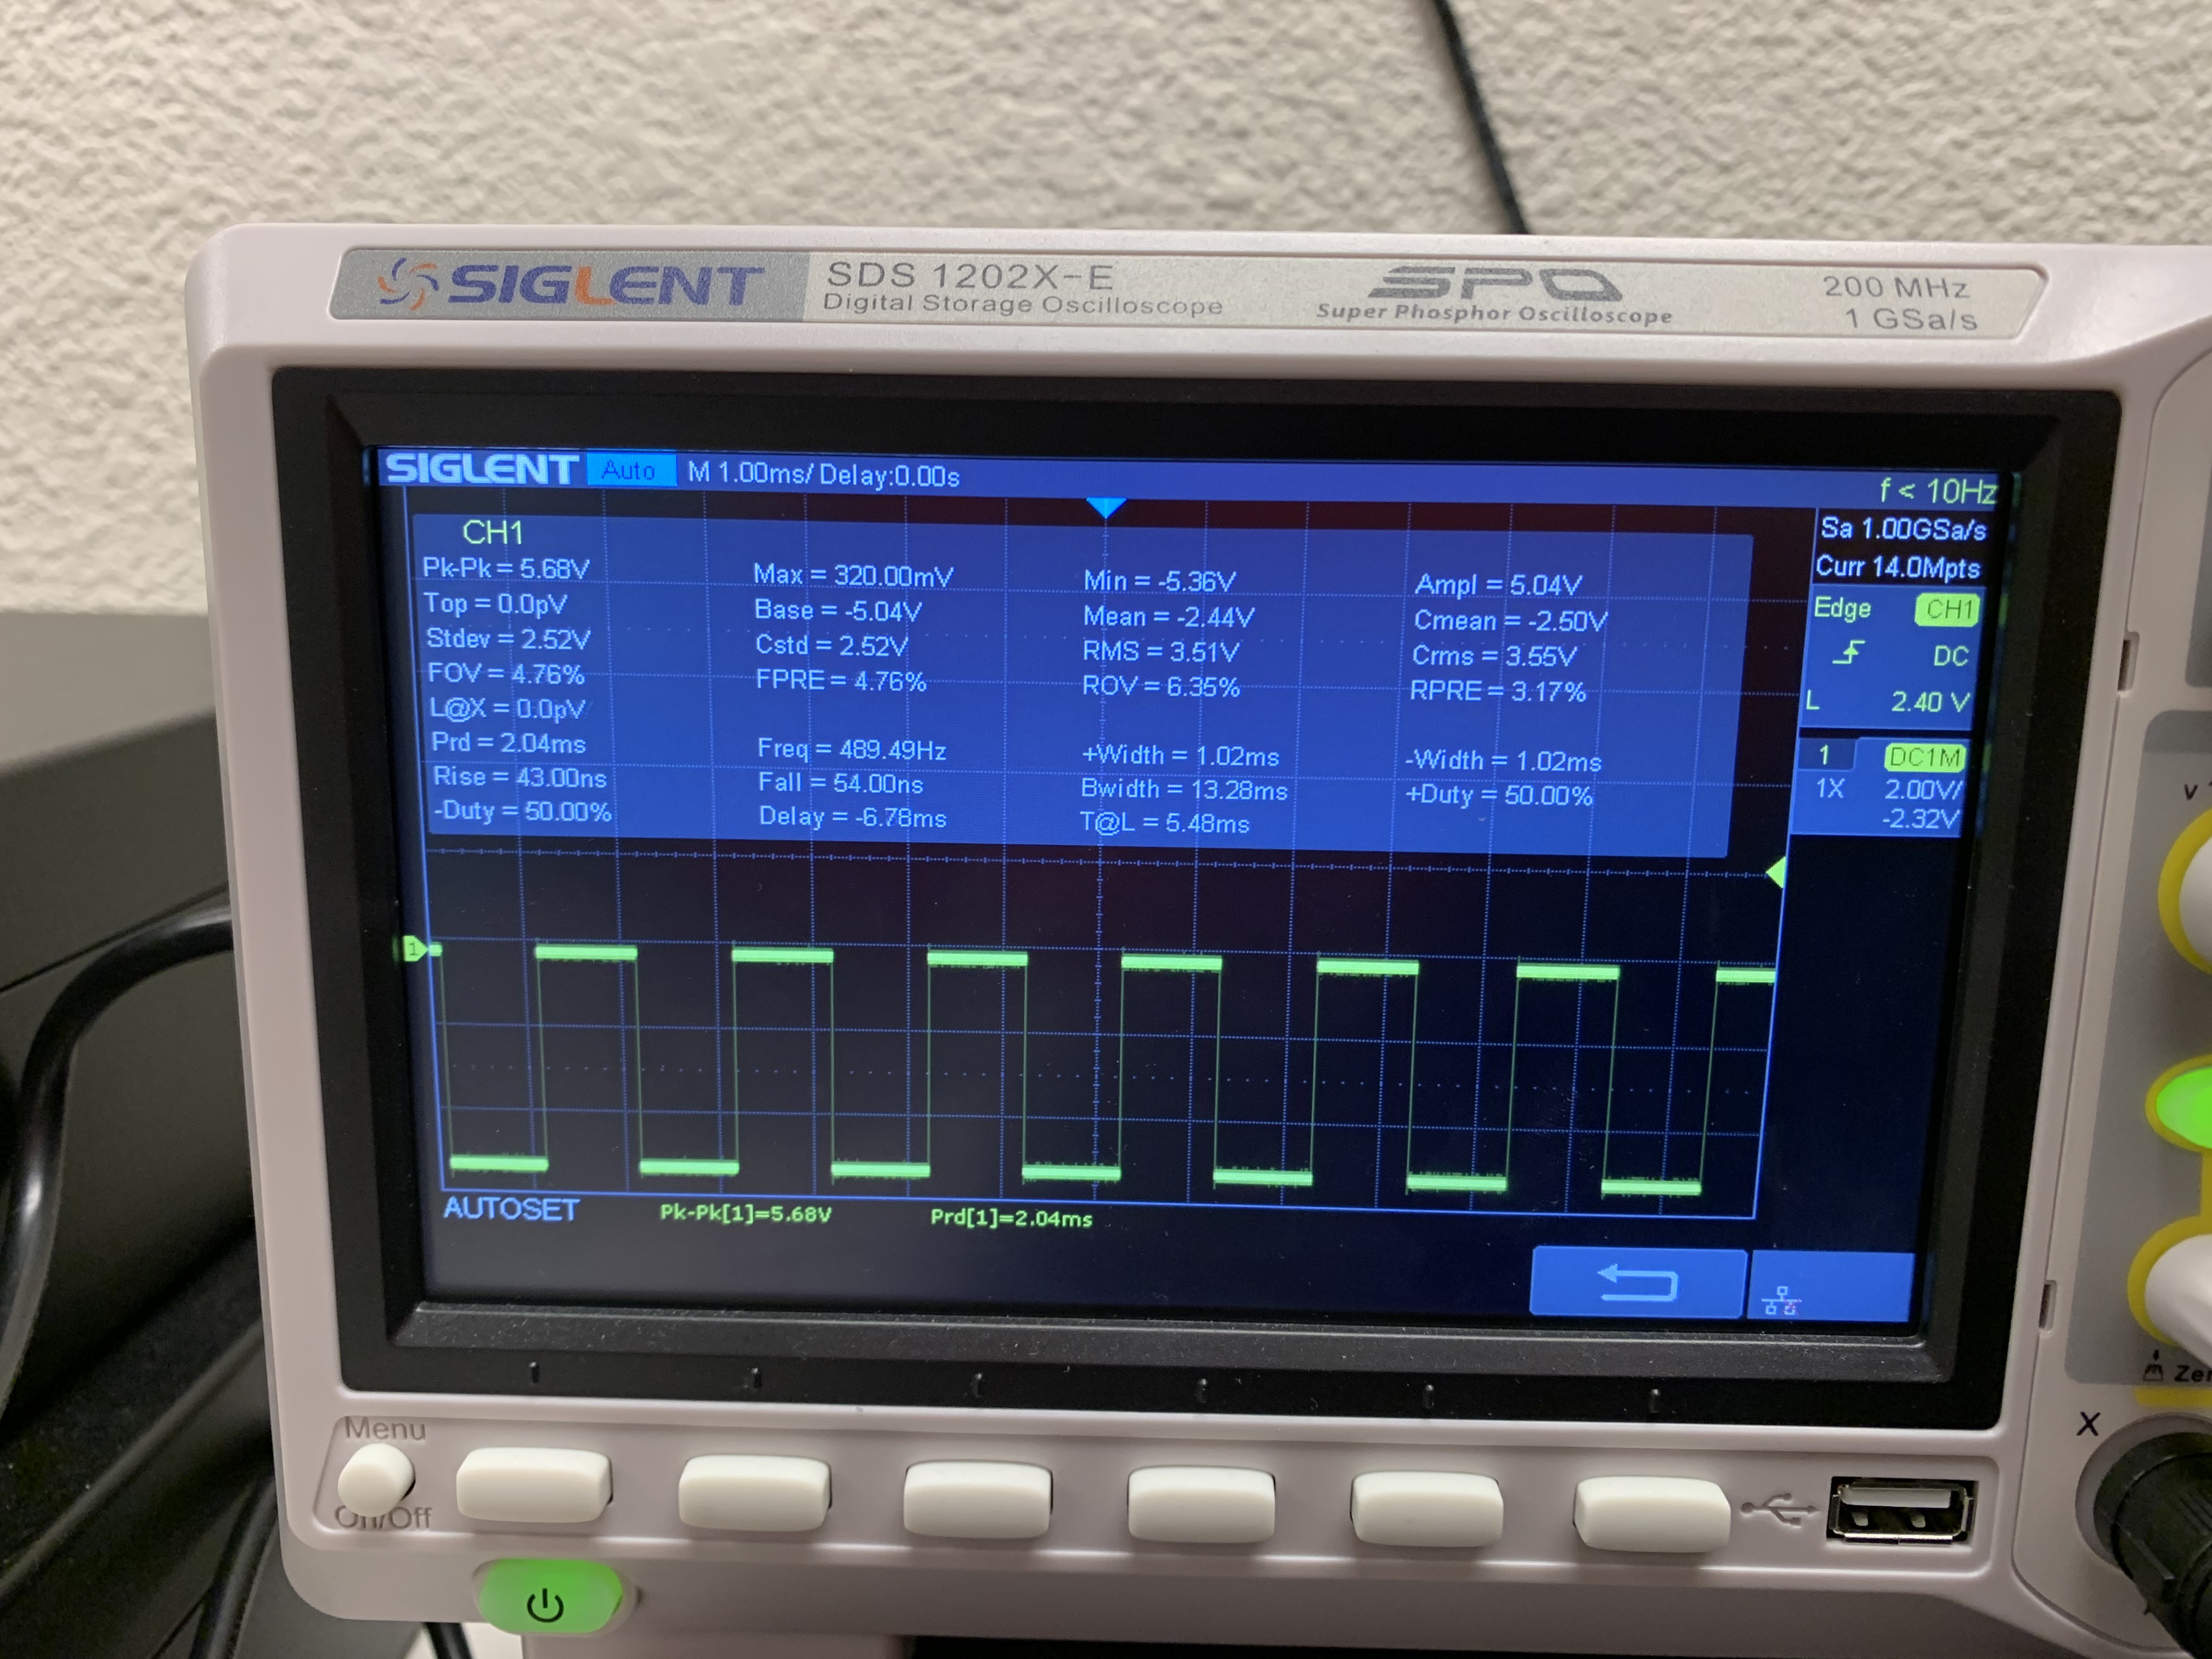 SIGLENT SDS 1202X-E SPO 200 MHz
Digital Storage Oscilloscope Super Phosphor Oscilloscope 1 GSa/s
SIGLENT Auto M 1.00ms/ Delay:0.00s f < 10Hz
Sa 1.00GSa/s
Curr 14.0Mpts
Edge CH1
DC
L 2.40 V
1 DC1M
1X 2.00V/
-2.32V
CH1
Pk-Pk = 5.68V Max = 320.00mV Min = -5.36V Ampl = 5.04V
Top = 0.0pV Base = -5.04V Mean = -2.44V Cmean = -2.50V
Stdev = 2.52V Cstd = 2.52V RMS = 3.51V Crms = 3.55V
FOV = 4.76% FPRE = 4.76% ROV = 6.35% RPRE = 3.17%
L@X = 0.0pV
Prd = 2.04ms Freq = 489.49Hz +Width = 1.02ms -Width = 1.02ms
Rise = 43.00ns Fall = 54.00ns Bwidth = 13.28ms +Duty = 50.00%
-Duty = 50.00% Delay = -6.78ms T@L = 5.48ms
1
AUTOSET Pk-Pk[1]=5.68V Prd[1]=2.04ms
Menu
On/Off
X